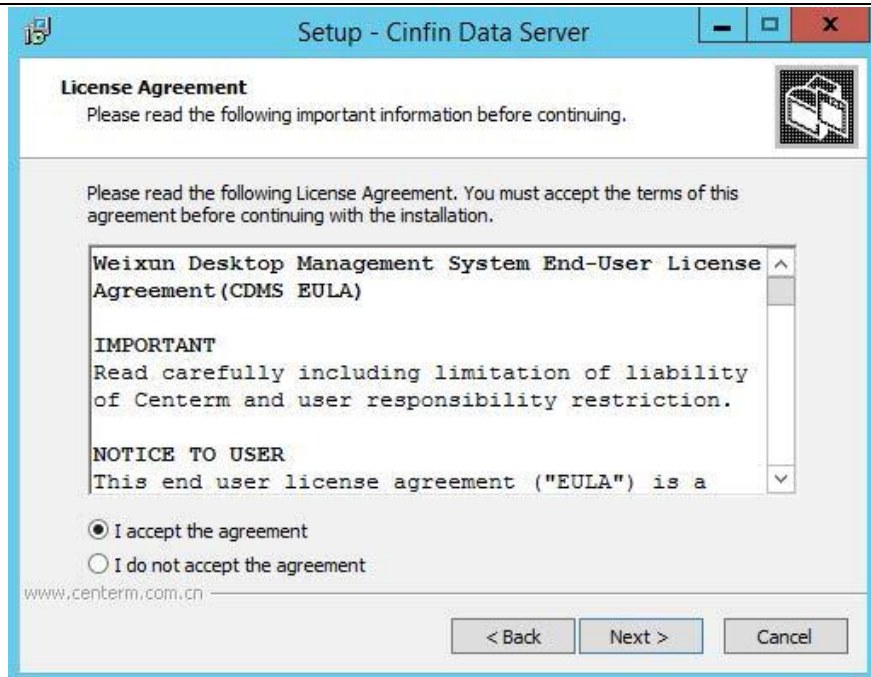 Setup - Cinfin Data Server
License Agreement
Please read the following important information before continuing.
Please read the following License Agreement. You must accept the terms of this
agreement before continuing with the installation.
Weixun Desktop Management System End-User License
Agreement(CDMS EULA)
IMPORTANT
Read carefully including limitation of liability
of Centerm and user responsibility restriction.
NOTICE TO USER
This end user license agreement ("EULA") is a
I accept the agreement
I do not accept the agreement
www.centerm.com.cn
< Back Next > Cancel